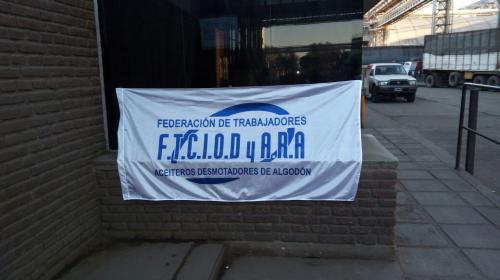 FEDERACIÓN DE TRABAJADORES
F.T.C.I.O.D y A.R.A
ACEITEROS DESMOTADORES DE ALGODÓN